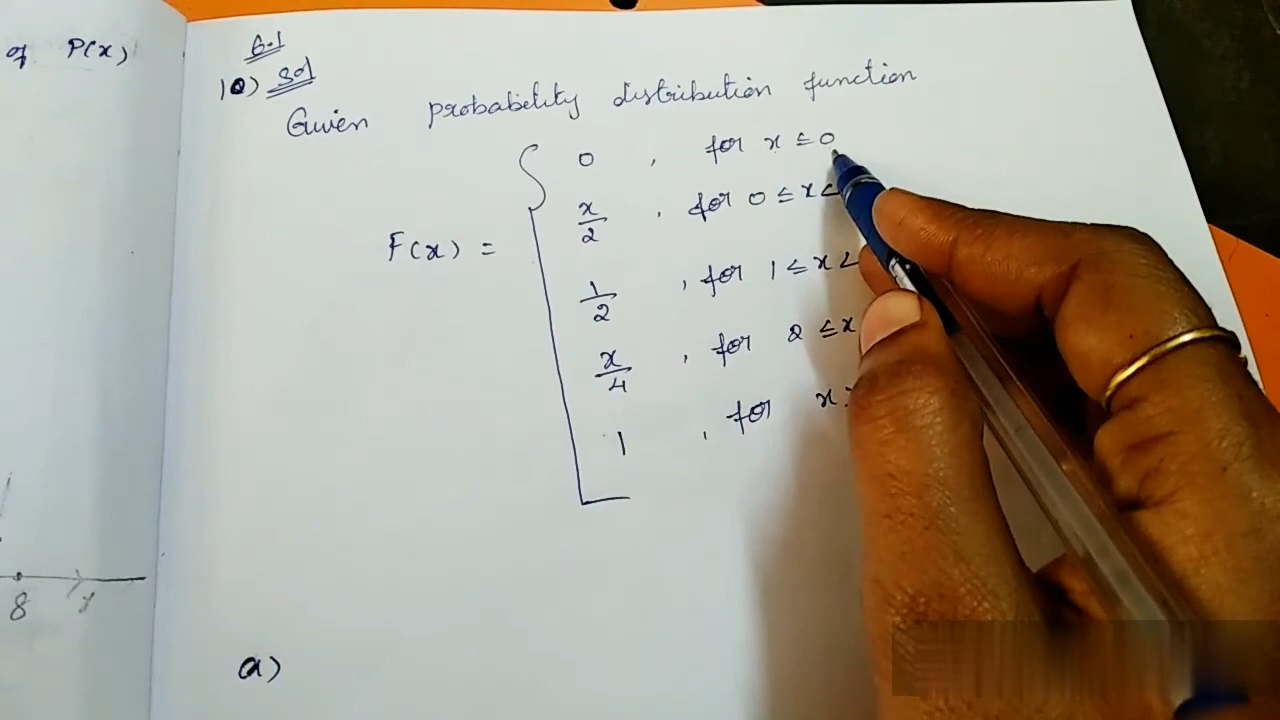 of P(x)
6.1
10) Sol
Given probability distribution function
0 , for x ≤ 0
x/2 , for 0 ≤ x <
F(x) =
1/2 , for 1 ≤ x <
x/4 , for 2 ≤ x
1 , for x
8
a)